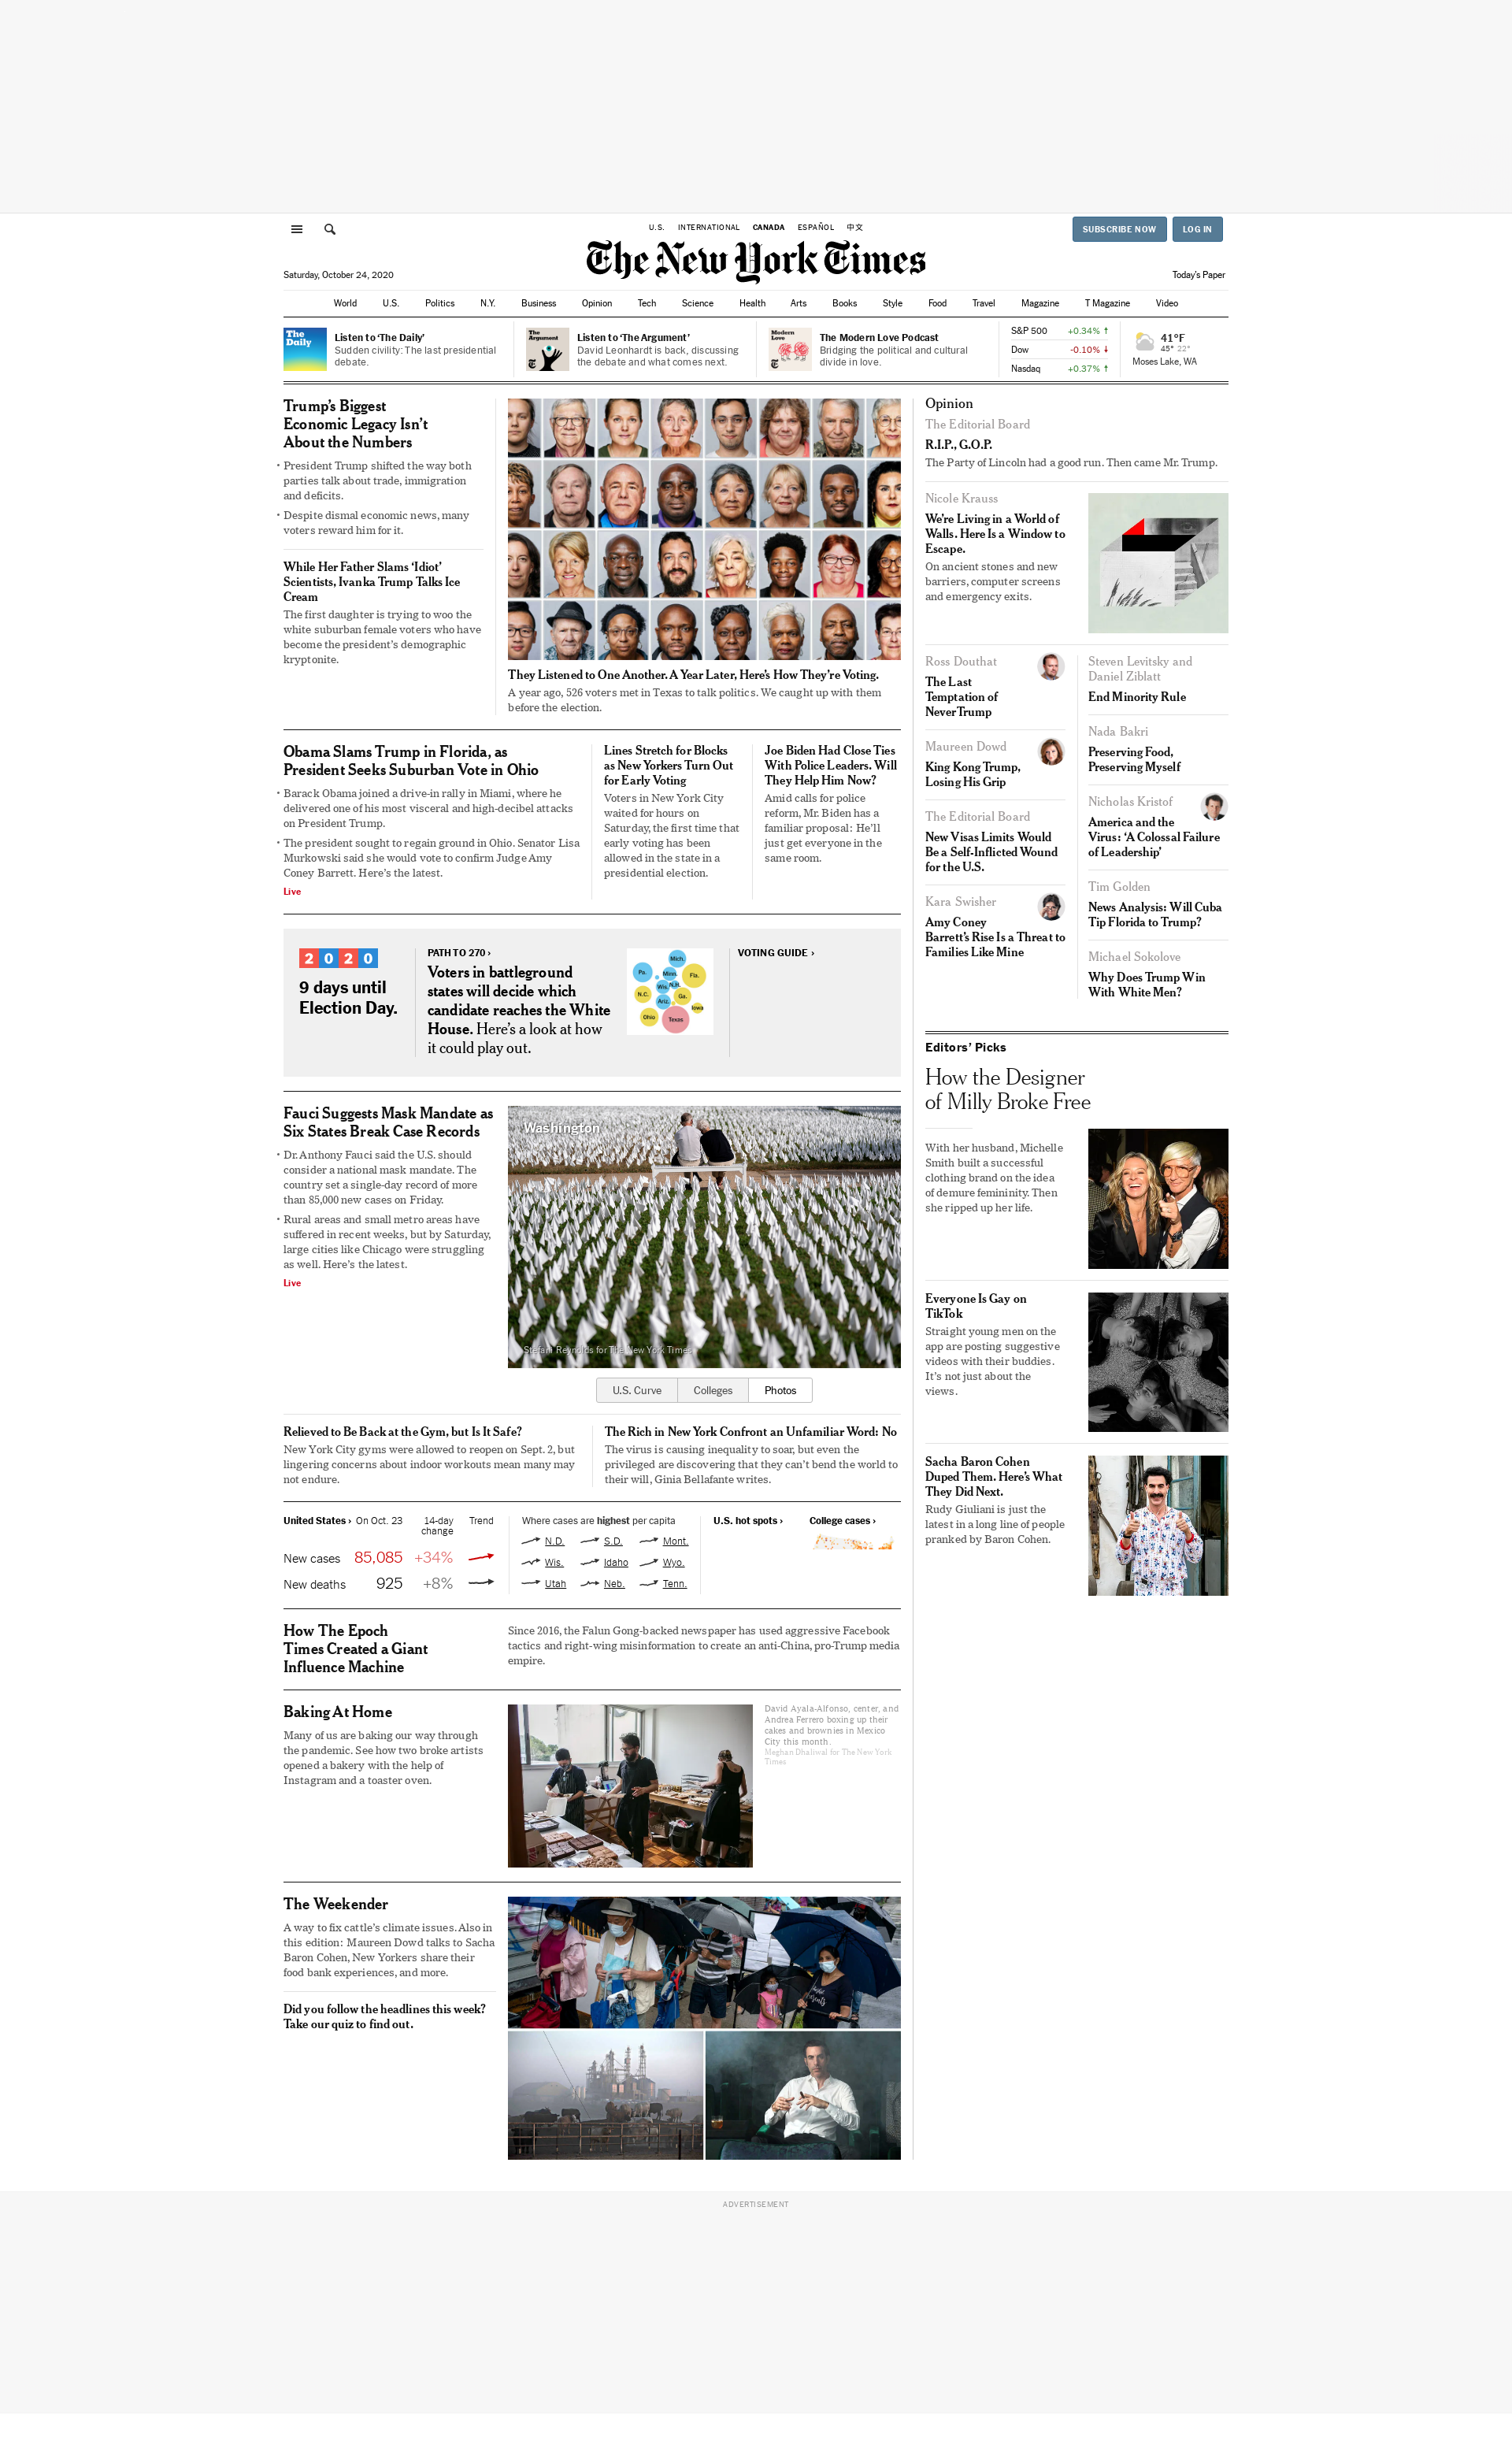 U.S. INTERNATIONAL CANADA ESPAÑOL 中文
SUBSCRIBE NOW LOG IN
The New York Times
Saturday, October 24, 2020
Today's Paper
World U.S. Politics N.Y. Business Opinion Tech Science Health Arts Books Style Food Travel Magazine T Magazine Video
The
Daily
Listen to ‘The Daily’
Sudden civility: The last presidential
debate.
The
Argument
Listen to ‘The Argument’
David Leonhardt is back, discussing
the debate and what comes next.
Modern
Love
The Modern Love Podcast
Bridging the political and cultural
divide in love.
S&P 500 +0.34% ↑
Dow -0.10% ↓
Nasdaq +0.37% ↑
41°F
45° 22°
Moses Lake, WA
Trump’s Biggest
Economic Legacy Isn’t
About the Numbers
• President Trump shifted the way both
parties talk about trade, immigration
and deficits.
• Despite dismal economic news, many
voters reward him for it.
While Her Father Slams ‘Idiot’
Scientists, Ivanka Trump Talks Ice
Cream
The first daughter is trying to woo the
white suburban female voters who have
become the president’s demographic
kryptonite.
They Listened to One Another. A Year Later, Here’s How They’re Voting.
A year ago, 526 voters met in Texas to talk politics. We caught up with them
before the election.
Obama Slams Trump in Florida, as
President Seeks Suburban Vote in Ohio
• Barack Obama joined a drive-in rally in Miami, where he
delivered one of his most visceral and high-decibel attacks
on President Trump.
• The president sought to regain ground in Ohio. Senator Lisa
Murkowski said she would vote to confirm Judge Amy
Coney Barrett. Here’s the latest.
Live
Lines Stretch for Blocks
as New Yorkers Turn Out
for Early Voting
Voters in New York City
waited for hours on
Saturday, the first time that
early voting has been
allowed in the state in a
presidential election.
Joe Biden Had Close Ties
With Police Leaders. Will
They Help Him Now?
Amid calls for police
reform, Mr. Biden has a
familiar proposal: He’ll
just get everyone in the
same room.
2020
9 days until
Election Day.
PATH TO 270 ›
Voters in battleground
states will decide which
candidate reaches the White
House. Here’s a look at how
it could play out.
Mich.
Pa.
Minn.
Fla.
Wis.
N.H.
N.C.
Ga.
Ariz.
Iowa
Ohio
Texas
VOTING GUIDE ›
Fauci Suggests Mask Mandate as
Six States Break Case Records
• Dr. Anthony Fauci said the U.S. should
consider a national mask mandate. The
country set a single-day record of more
than 85,000 new cases on Friday.
• Rural areas and small metro areas have
suffered in recent weeks, but by Saturday,
large cities like Chicago were struggling
as well. Here’s the latest.
Live
Washington
Stefani Reynolds for The New York Times
U.S. Curve Colleges Photos
Relieved to Be Back at the Gym, but Is It Safe?
New York City gyms were allowed to reopen on Sept. 2, but
lingering concerns about indoor workouts mean many may
not endure.
The Rich in New York Confront an Unfamiliar Word: No
The virus is causing inequality to soar, but even the
privileged are discovering that they can’t bend the world to
their will, Ginia Bellafante writes.
United States › On Oct. 23 14-day
change Trend
New cases 85,085 +34%
New deaths 925 +8%
Where cases are highest per capita
N.D. S.D. Mont.
Wis. Idaho Wyo.
Utah Neb. Tenn.
U.S. hot spots ›
College cases ›
How The Epoch
Times Created a Giant
Influence Machine
Since 2016, the Falun Gong-backed newspaper has used aggressive Facebook
tactics and right-wing misinformation to create an anti-China, pro-Trump media
empire.
Baking At Home
Many of us are baking our way through
the pandemic. See how two broke artists
opened a bakery with the help of
Instagram and a toaster oven.
David Ayala-Alfonso, center, and
Andrea Ferrero boxing up their
cakes and brownies in Mexico
City this month.
Meghan Dhaliwal for The New York
Times
The Weekender
A way to fix cattle’s climate issues. Also in
this edition: Maureen Dowd talks to Sacha
Baron Cohen, New Yorkers share their
food bank experiences, and more.
Did you follow the headlines this week?
Take our quiz to find out.
Opinion
The Editorial Board
R.I.P., G.O.P.
The Party of Lincoln had a good run. Then came Mr. Trump.
Nicole Krauss
We’re Living in a World of
Walls. Here Is a Window to
Escape.
On ancient stones and new
barriers, computer screens
and emergency exits.
Ross Douthat
The Last
Temptation of
NeverTrump
Maureen Dowd
King Kong Trump,
Losing His Grip
The Editorial Board
New Visas Limits Would
Be a Self-Inflicted Wound
for the U.S.
Kara Swisher
Amy Coney
Barrett’s Rise Is a Threat to
Families Like Mine
Steven Levitsky and
Daniel Ziblatt
End Minority Rule
Nada Bakri
Preserving Food,
Preserving Myself
Nicholas Kristof
America and the
Virus: ‘A Colossal Failure
of Leadership’
Tim Golden
News Analysis: Will Cuba
Tip Florida to Trump?
Michael Sokolove
Why Does Trump Win
With White Men?
Editors’ Picks
How the Designer
of Milly Broke Free
With her husband, Michelle
Smith built a successful
clothing brand on the idea
of demure femininity. Then
she ripped up her life.
Everyone Is Gay on
TikTok
Straight young men on the
app are posting suggestive
videos with their buddies.
It’s not just about the
views.
Sacha Baron Cohen
Duped Them. Here’s What
They Did Next.
Rudy Giuliani is just the
latest in a long line of people
pranked by Baron Cohen.
ADVERTISEMENT